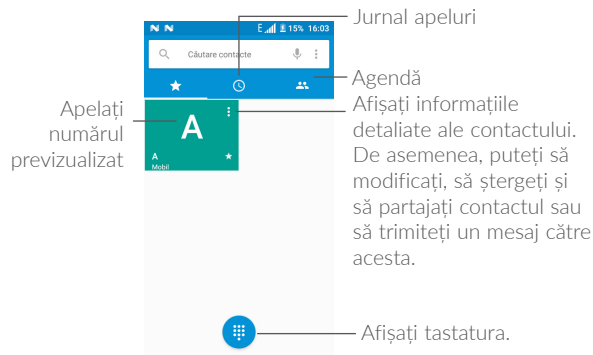 Jurnal apeluri
N N E 15% 16:03
Căutare contacte
Agendă
Apelați
numărul
previzualizat
A
A
Mobil
Afișați informațiile
detaliate ale contactului.
De asemenea, puteți să
modificați, să ștergeți și
să partajați contactul sau
să trimiteți un mesaj către
acesta.
Afișați tastatura.